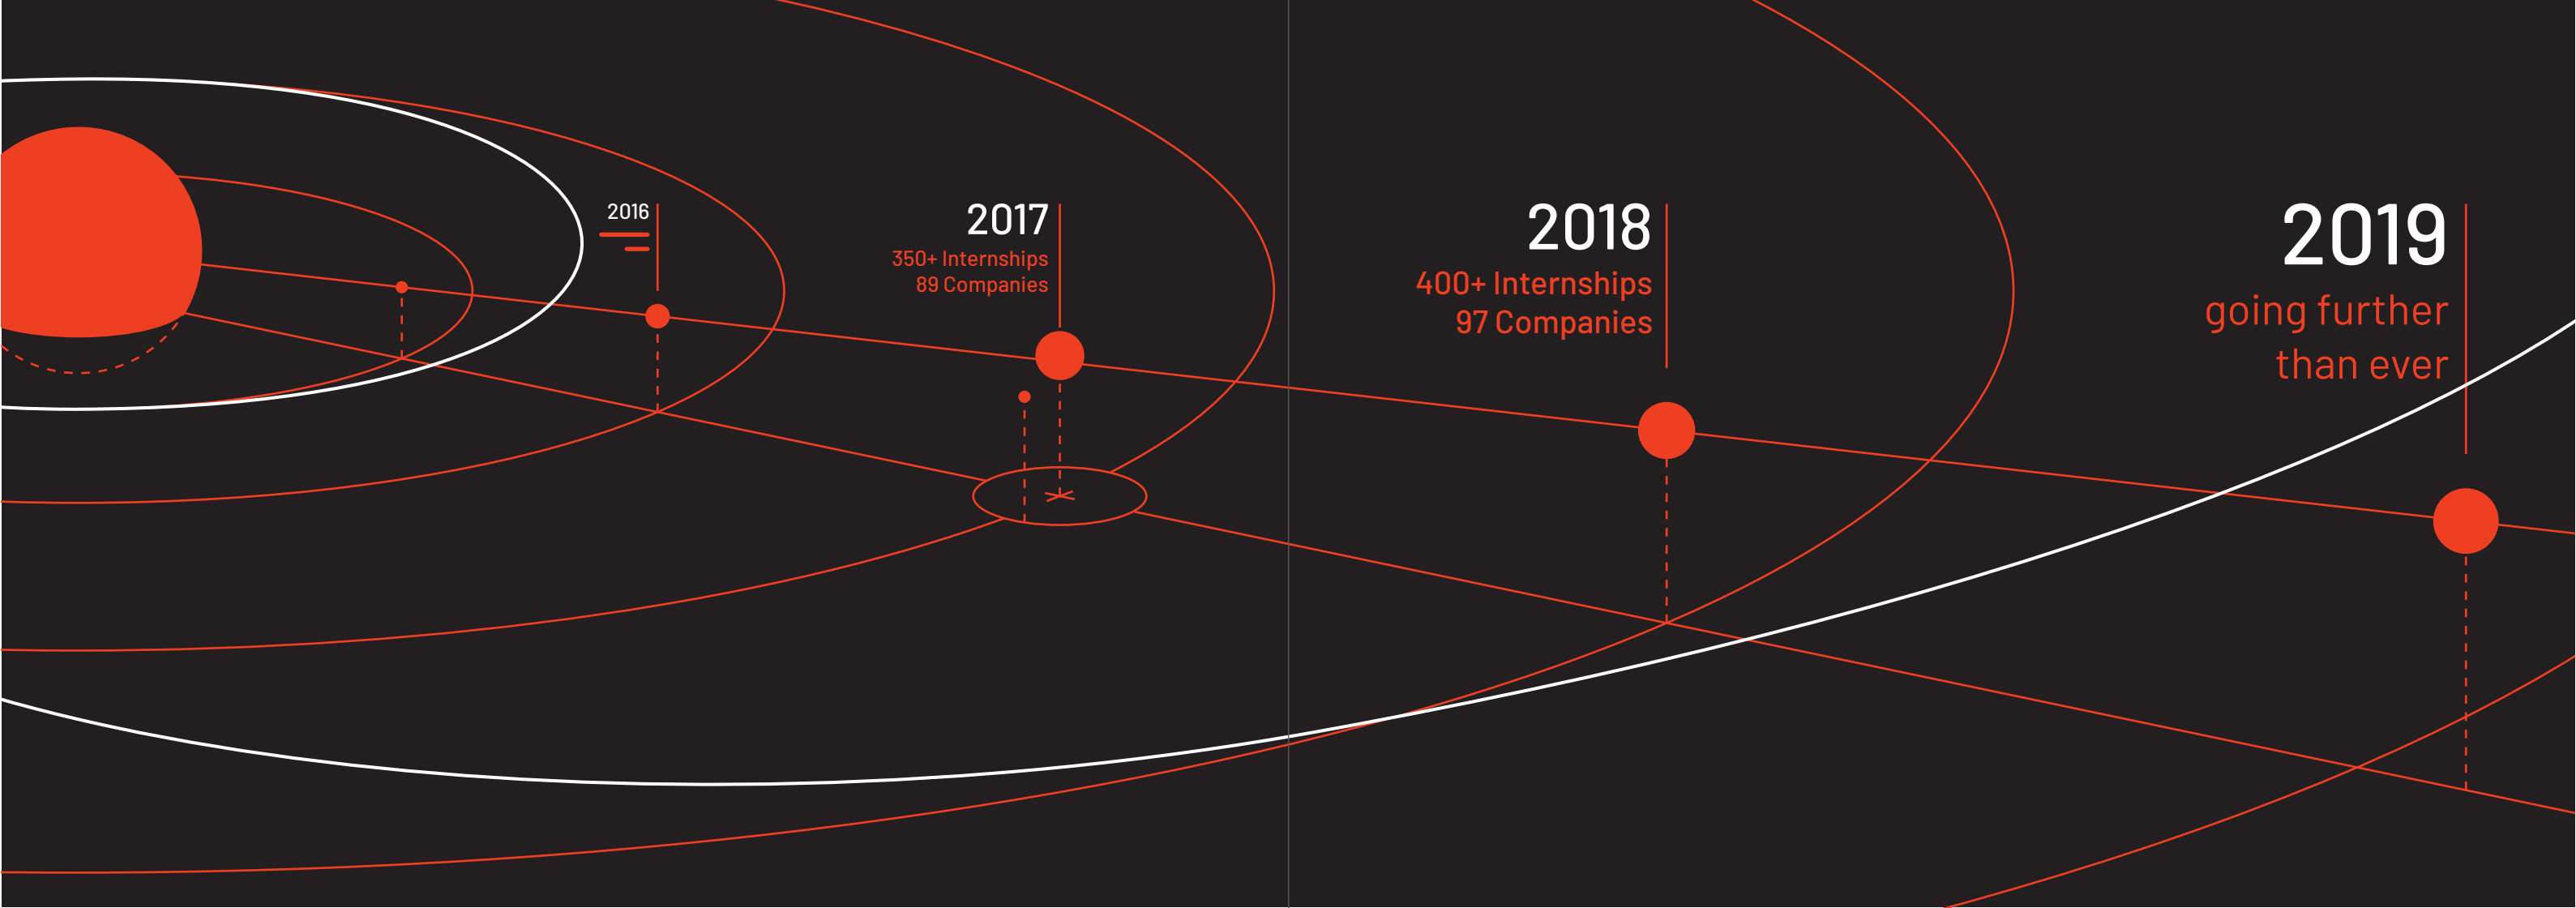 2016
2017
350+ Internships
89 Companies
2018
400+ Internships
97 Companies
2019
going further
than ever